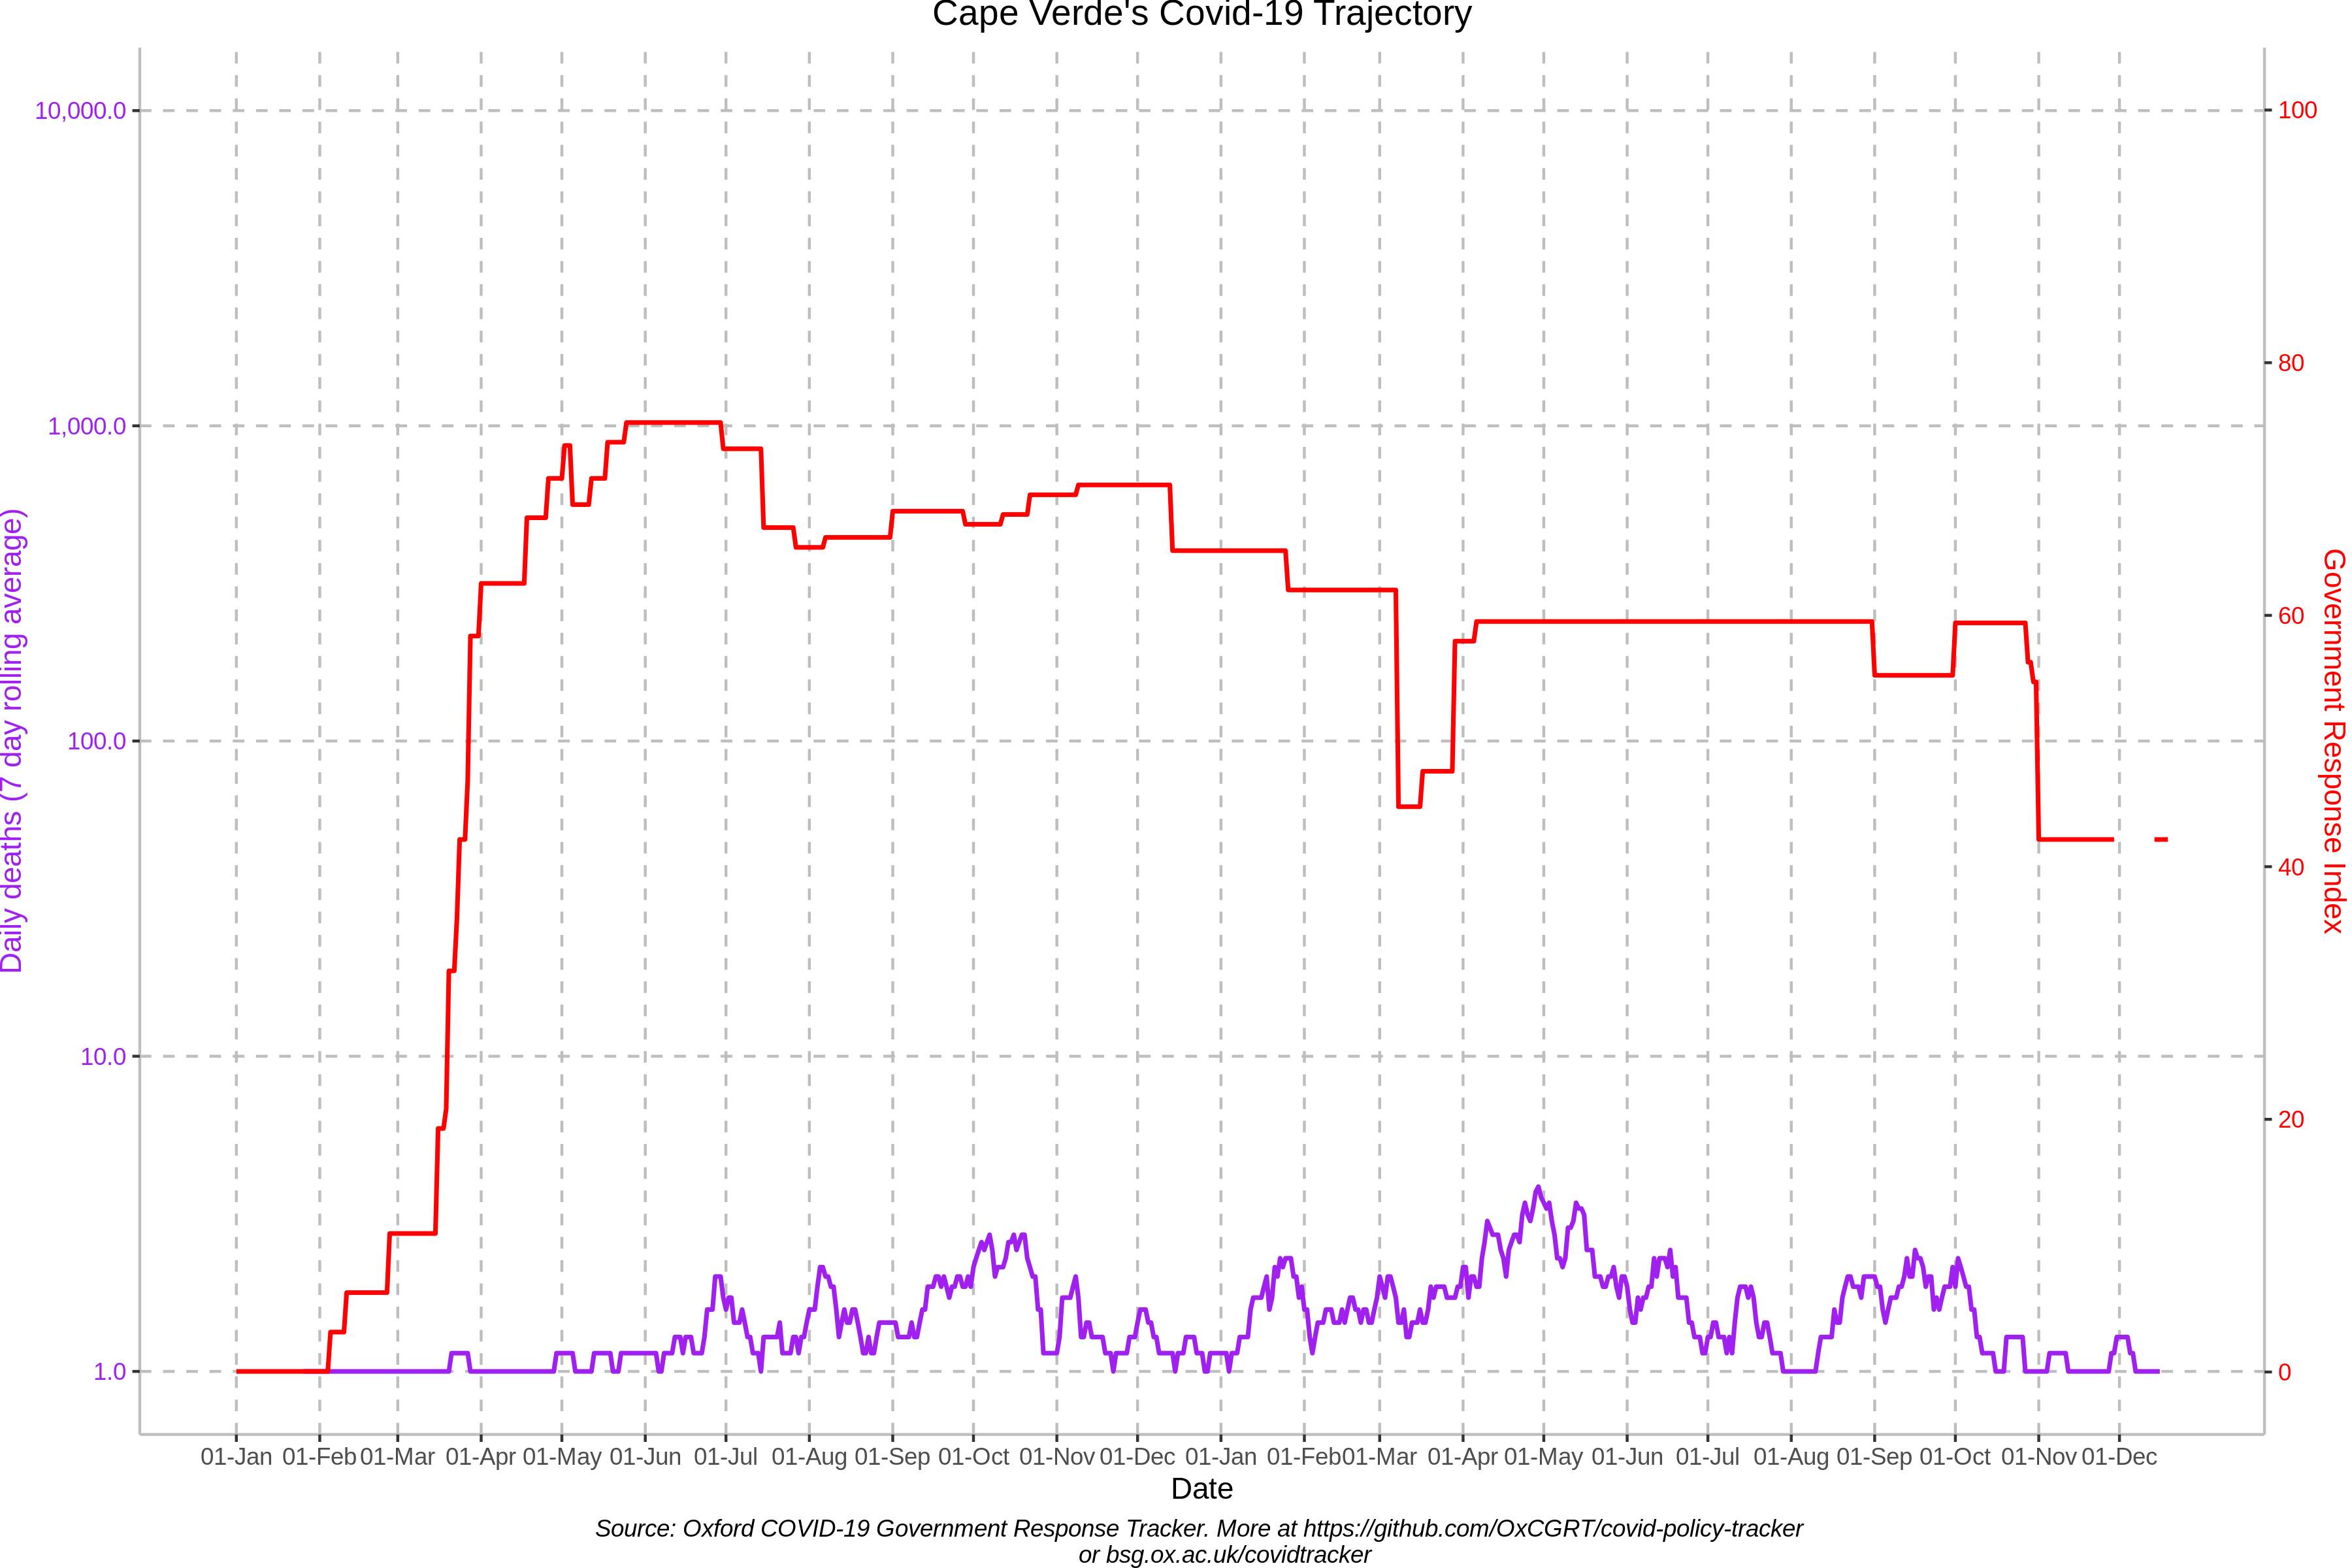 Cape Verde's Covid-19 Trajectory
10,000.0
1,000.0
100.0
10.0
1.0
Daily deaths (7 day rolling average)
100
80
60
40
20
0
Government Response Index
01-Jan 01-Feb 01-Mar 01-Apr 01-May 01-Jun 01-Jul 01-Aug 01-Sep 01-Oct 01-Nov 01-Dec 01-Jan 01-Feb 01-Mar 01-Apr 01-May 01-Jun 01-Jul 01-Aug 01-Sep 01-Oct 01-Nov 01-Dec
Date
Source: Oxford COVID-19 Government Response Tracker. More at https://github.com/OxCGRT/covid-policy-tracker
or bsg.ox.ac.uk/covidtracker